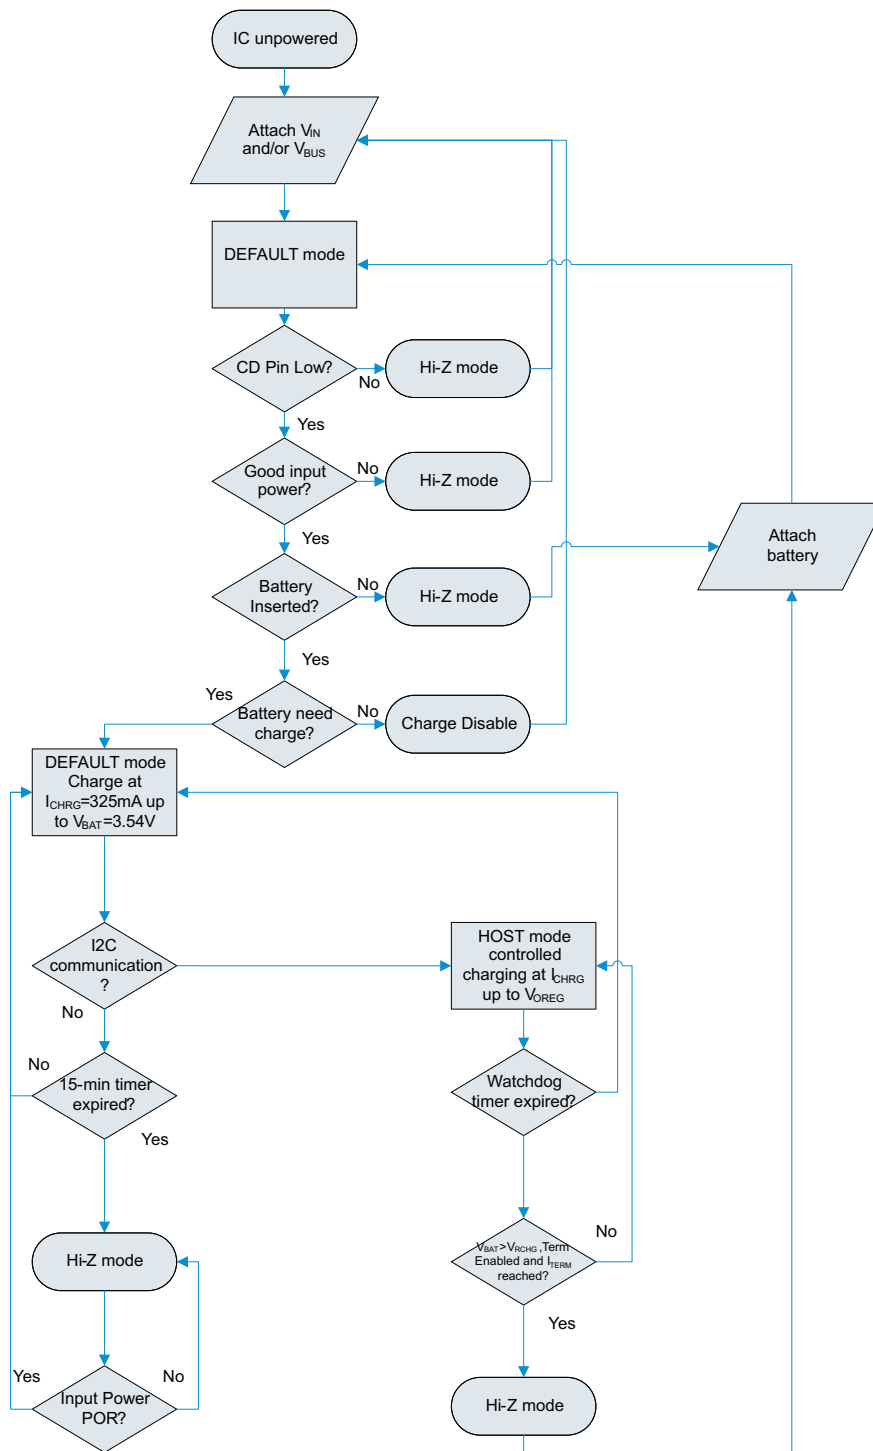 IC unpowered
Attach VIN
and/or VBUS
DEFAULT mode
CD Pin Low?
No
Hi-Z mode
Yes
Good input
power?
No
Hi-Z mode
Yes
Attach
battery
Battery
Inserted?
No
Hi-Z mode
Yes
Yes
Battery need
charge?
No
Charge Disable
DEFAULT mode
Charge at
ICHRG=325mA up
to VBAT=3.54V
I2C
communication
?
HOST mode
controlled
charging at ICHRG
up to VOREG
No
No
15-min timer
expired?
Yes
Watchdog
timer expired?
VBAT>VRCHG,Term
Enabled and ITERM
reached?
No
Yes
Hi-Z mode
Yes
Input Power
POR?
No
Hi-Z mode